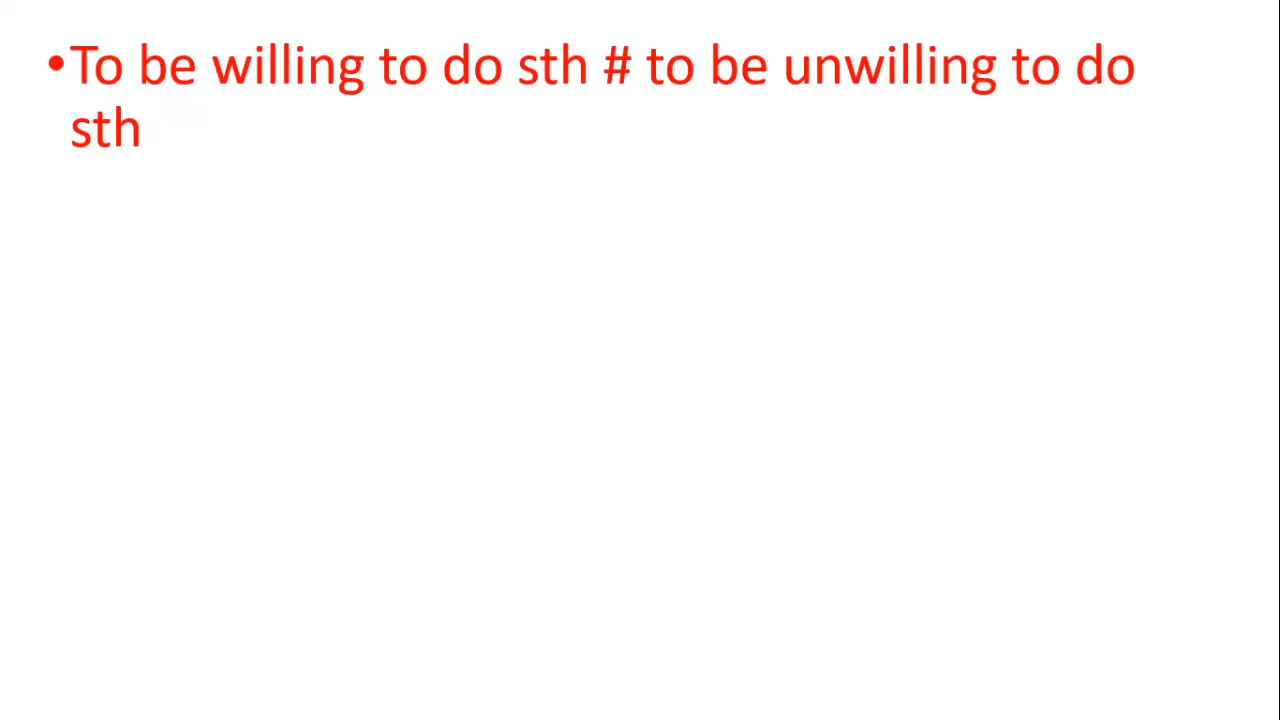 •To be willing to do sth # to be unwilling to do
sth